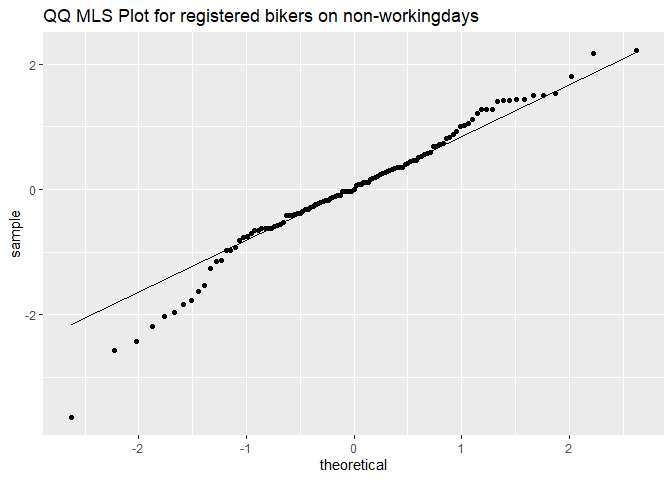 QQ MLS Plot for registered bikers on non-workingdays
2
0
-2
sample
-2
-1
0
1
2
theoretical